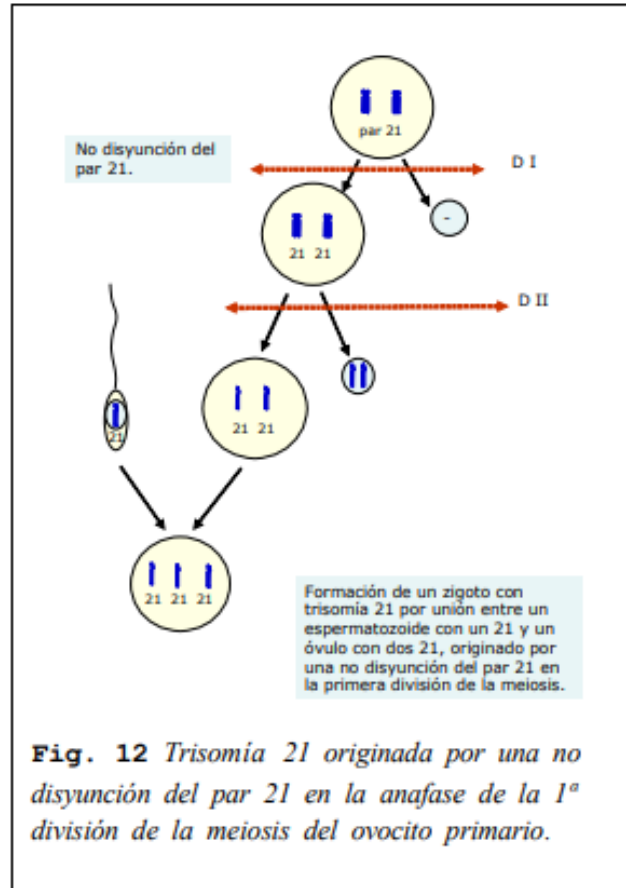 par 21
No disyunción del
par 21.
D I
-
21 21
D II
21
21 21
21 21 21
Formación de un zigoto con
trisomía 21 por unión entre un
espermatozoide con un 21 y un
óvulo con dos 21, originado por
una no disyunción del par 21 en
la primera división de la meiosis.
Fig. 12 Trisomía 21 originada por una no
disyunción del par 21 en la anafase de la 1ª
división de la meiosis del ovocito primario.